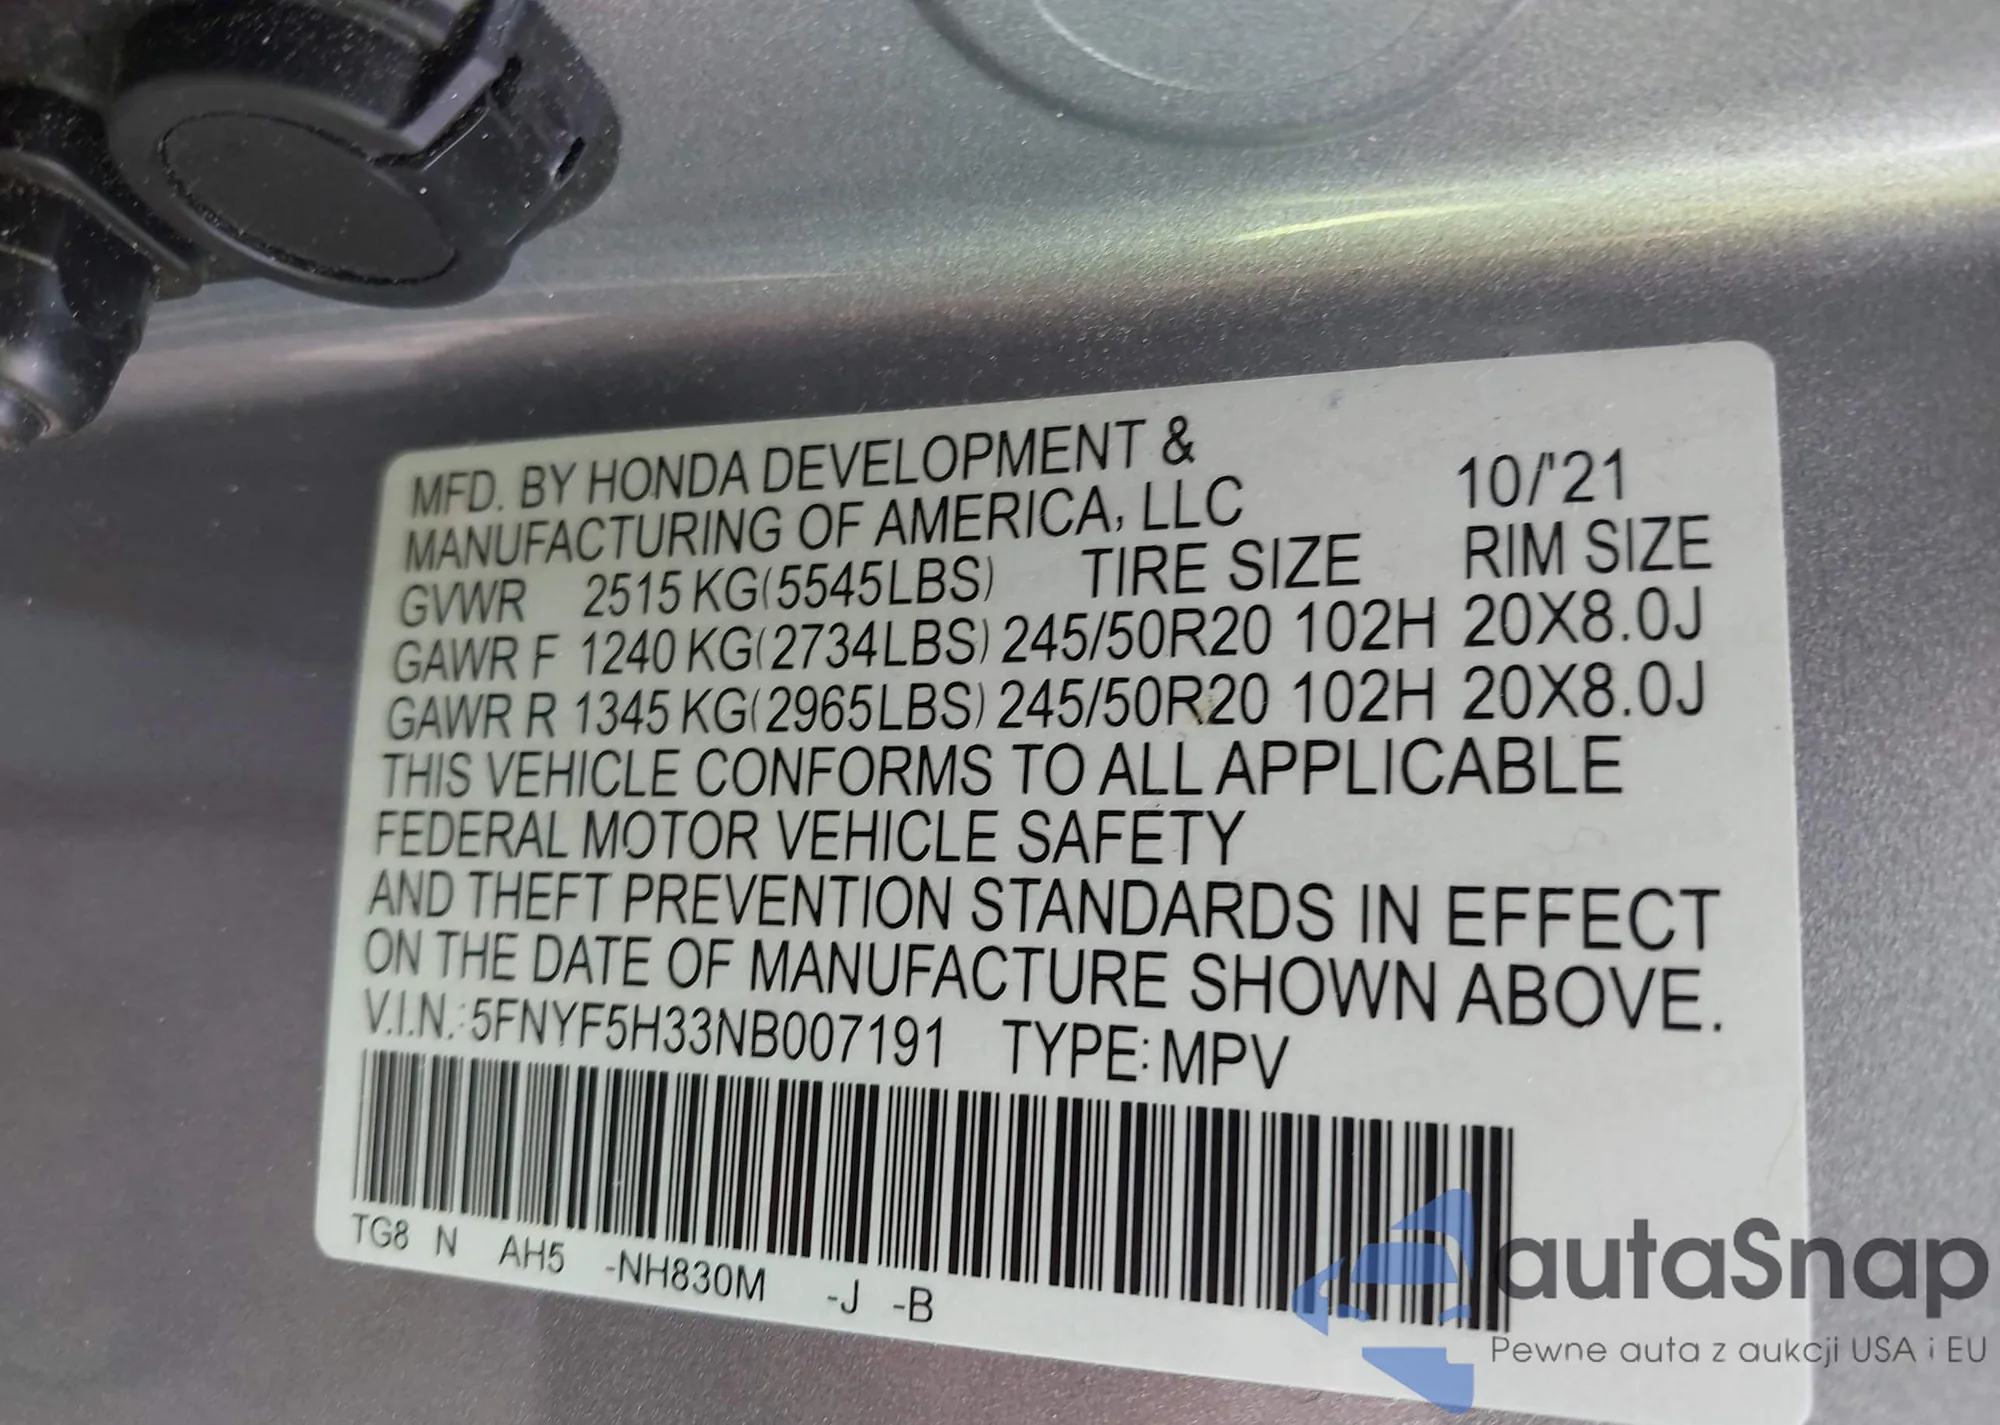 MFD. BY HONDA DEVELOPMENT &
MANUFACTURING OF AMERICA, LLC 10/'21
GVWR 2515 KG(5545LBS) TIRE SIZE RIM SIZE
GAWR F 1240 KG(2734LBS) 245/50R20 102H 20X8.0J
GAWR R 1345 KG(2965LBS) 245/50R20 102H 20X8.0J
THIS VEHICLE CONFORMS TO ALL APPLICABLE
FEDERAL MOTOR VEHICLE SAFETY
AND THEFT PREVENTION STANDARDS IN EFFECT
ON THE DATE OF MANUFACTURE SHOWN ABOVE.
V.I.N.:5FNYF5H33NB007191 TYPE:MPV
TG8 N AH5 -NH830M -J -B
autaSnap
Pewne auta z aukcji USA i EU